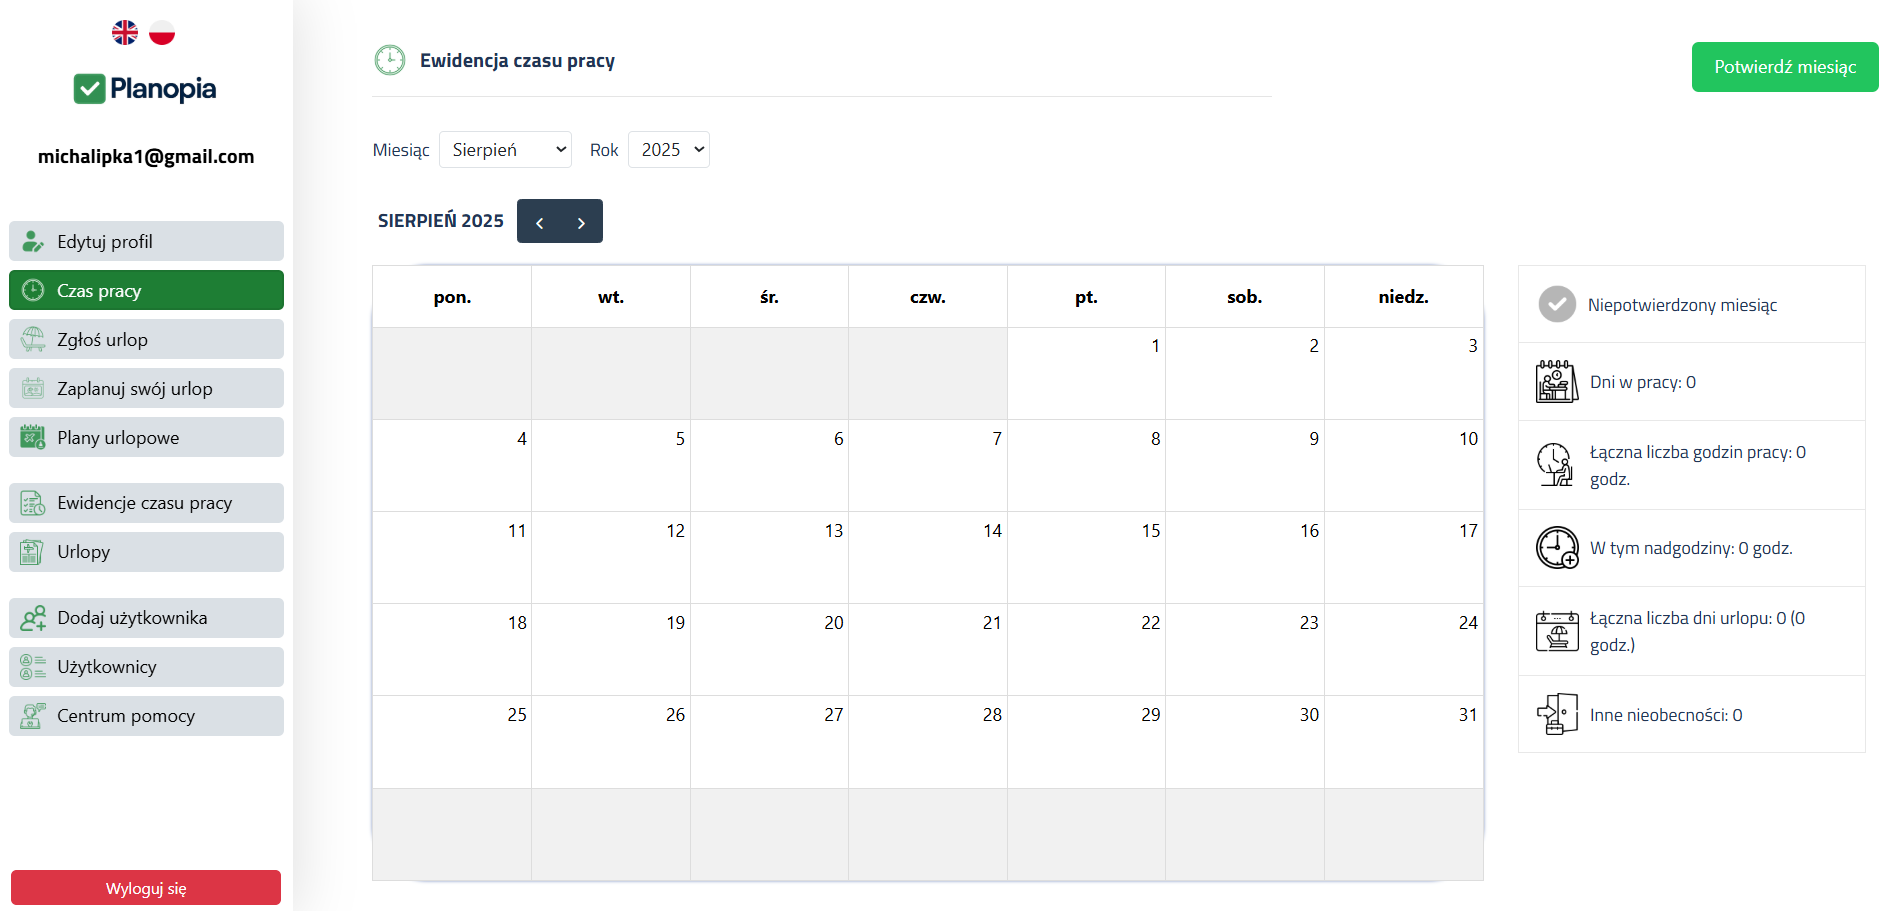 Planopia
michalipka1@gmail.com
Edytuj profil
Czas pracy
Zgłoś urlop
Zaplanuj swój urlop
Plany urlopowe
Ewidencje czasu pracy
Urlopy
Dodaj użytkownika
Użytkownicy
Centrum pomocy
Wyloguj się
Ewidencja czasu pracy
Potwierdź miesiąc
Miesiąc Sierpień Rok 2025
SIERPIEŃ 2025
pon. wt. śr. czw. pt. sob. niedz.
1 2 3
4 5 6 7 8 9 10
11 12 13 14 15 16 17
18 19 20 21 22 23 24
25 26 27 28 29 30 31
Niepotwierdzony miesiąc
Dni w pracy: 0
Łączna liczba godzin pracy: 0
godz.
W tym nadgodziny: 0 godz.
Łączna liczba dni urlopu: 0 (0
godz.)
Inne nieobecności: 0